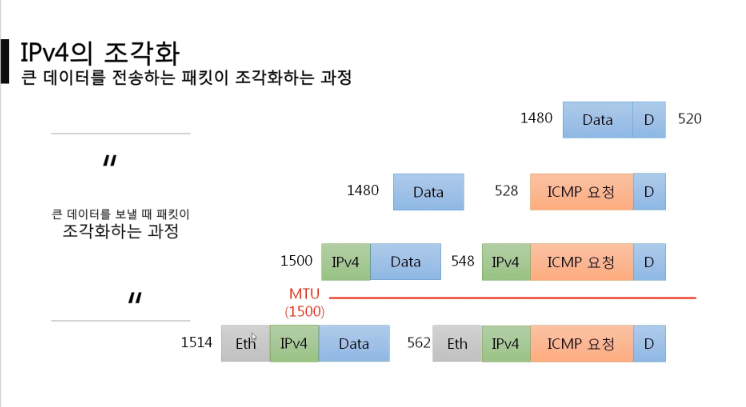 IPv4의 조각화
큰 데이터를 전송하는 패킷이 조각화하는 과정
1480 Data D 520
"
1480 Data 528 ICMP 요청 D
큰 데이터를 보낼 때 패킷이
조각화하는 과정
1500 IPv4 Data 548 IPv4 ICMP 요청 D
MTU
(1500)
"
1514 Eth IPv4 Data 562 Eth IPv4 ICMP 요청 D